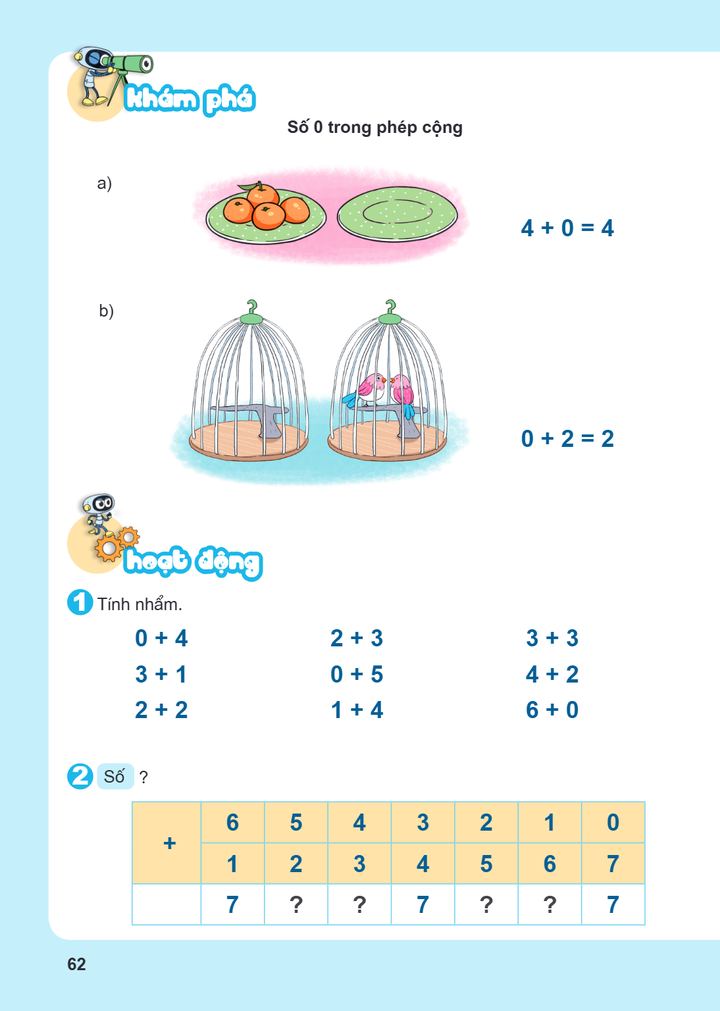 khám phá
Số 0 trong phép cộng
a)
4 + 0 = 4
b)
0 + 2 = 2
hoạt động
1 Tính nhẩm.
0 + 4 2 + 3 3 + 3
3 + 1 0 + 5 4 + 2
2 + 2 1 + 4 6 + 0
2 Số ?
+
6 5 4 3 2 1 0
1 2 3 4 5 6 7
7 ? ? 7 ? ? 7
62